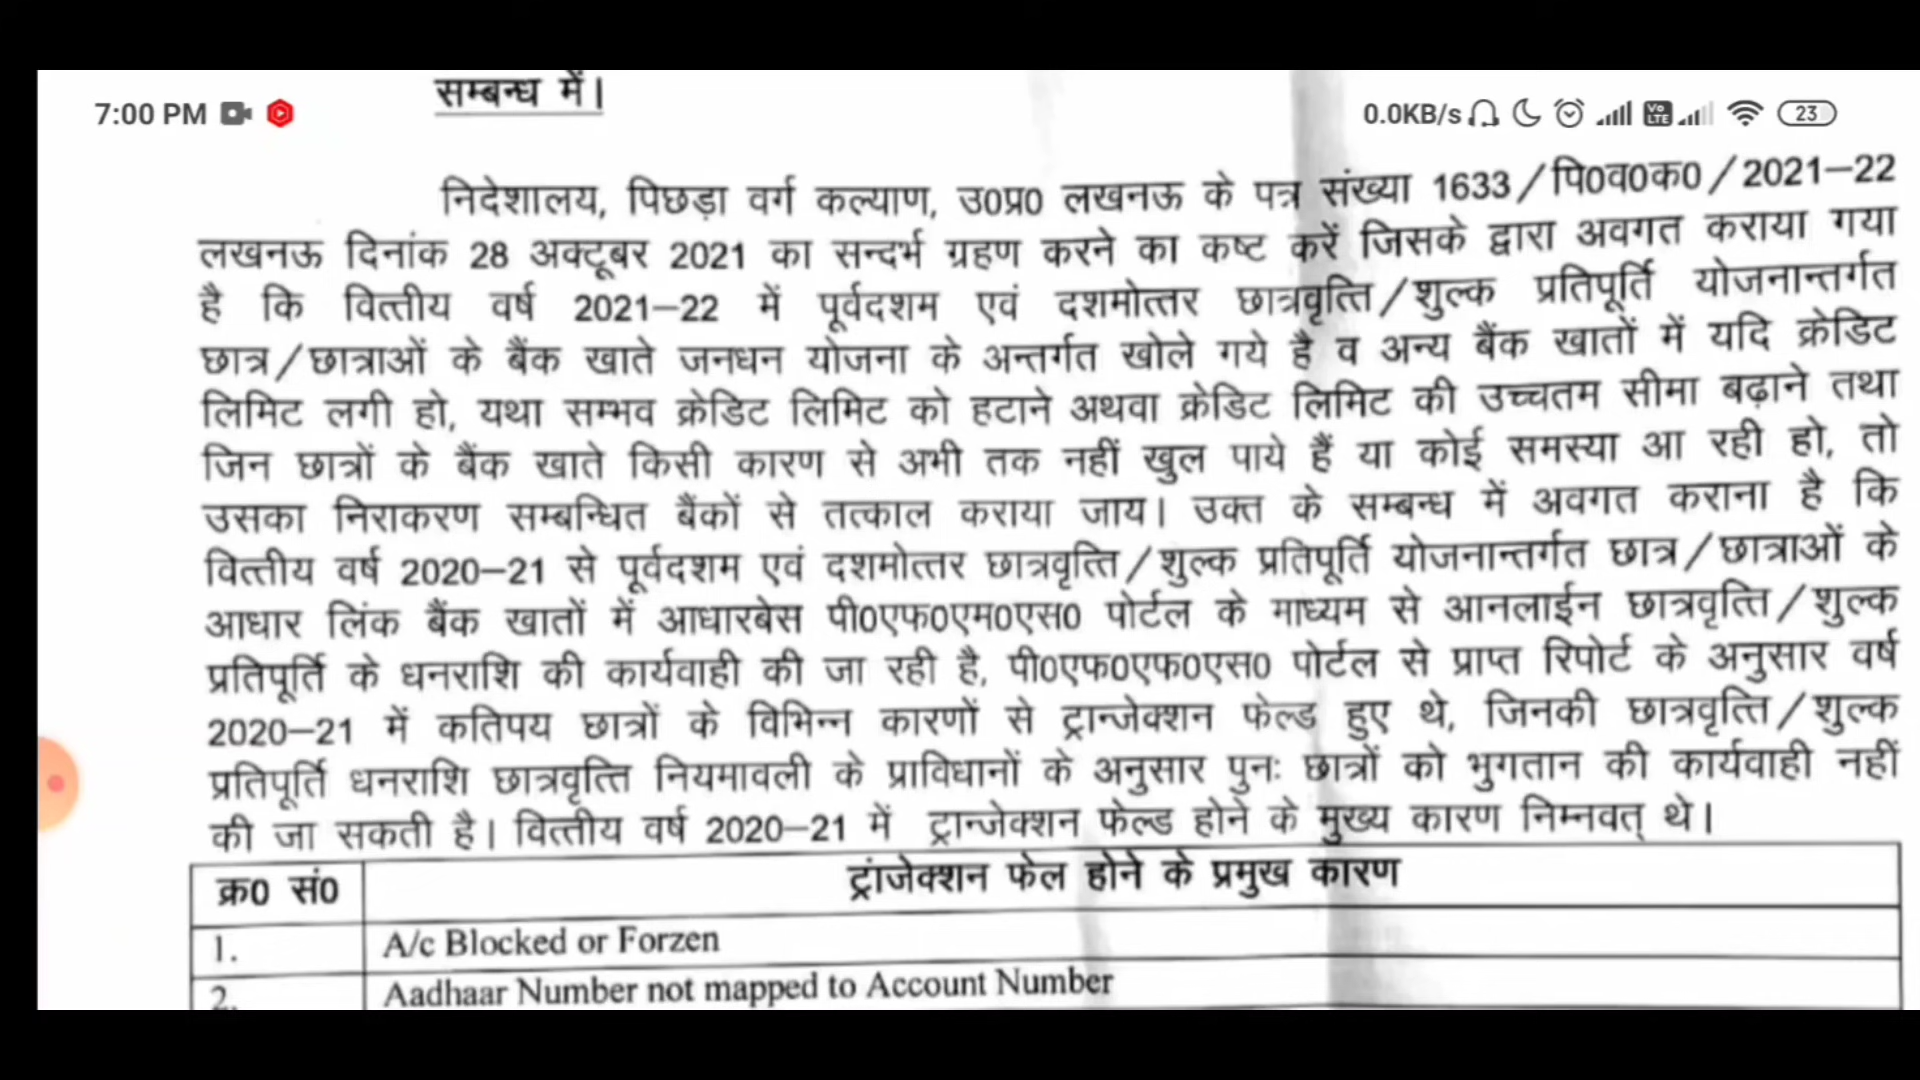 सम्बन्ध में।
7:00 PM 0.0KB/s Vo LTE 23
निदेशालय, पिछड़ा वर्ग कल्याण, उ0प्र0 लखनऊ के पत्र संख्या 1633/पि0व0क0/2021–22
लखनऊ दिनांक 28 अक्टूबर 2021 का सन्दर्भ ग्रहण करने का कष्ट करें जिसके द्वारा अवगत कराया गया
है कि वित्तीय वर्ष 2021–22 में पूर्वदशम एवं दशमोत्तर छात्रवृत्ति/शुल्क प्रतिपूर्ति योजनान्तर्गत
छात्र/छात्राओं के बैंक खाते जनधन योजना के अन्तर्गत खोले गये है व अन्य बैंक खातों में यदि क्रेडिट
लिमिट लगी हो, यथा सम्भव क्रेडिट लिमिट को हटाने अथवा क्रेडिट लिमिट की उच्चतम सीमा बढ़ाने तथा
जिन छात्रों के बैंक खाते किसी कारण से अभी तक नहीं खुल पाये हैं या कोई समस्या आ रही हो, तो
उसका निराकरण सम्बन्धित बैंकों से तत्काल कराया जाय। उक्त के सम्बन्ध में अवगत कराना है कि
वित्तीय वर्ष 2020–21 से पूर्वदशम एवं दशमोत्तर छात्रवृत्ति/शुल्क प्रतिपूर्ति योजनान्तर्गत छात्र/छात्राओं के
आधार लिंक बैंक खातों में आधारबेस पी0एफ0एम0एस0 पोर्टल के माध्यम से आनलाईन छात्रवृत्ति/शुल्क
प्रतिपूर्ति के धनराशि की कार्यवाही की जा रही है, पी0एफ0एफ0एस0 पोर्टल से प्राप्त रिपोर्ट के अनुसार वर्ष
2020–21 में कतिपय छात्रों के विभिन्न कारणों से ट्रान्जेक्शन फेल्ड हुए थे, जिनकी छात्रवृत्ति/शुल्क
प्रतिपूर्ति धनराशि छात्रवृत्ति नियमावली के प्राविधानों के अनुसार पुनः छात्रों को भुगतान की कार्यवाही नहीं
की जा सकती है। वित्तीय वर्ष 2020–21 में ट्रान्जेक्शन फेल्ड होने के मुख्य कारण निम्नवत् थे।
क्र0 सं0 ट्रांजेक्शन फेल होने के प्रमुख कारण
1. A/c Blocked or Forzen
2. Aadhaar Number not mapped to Account Number